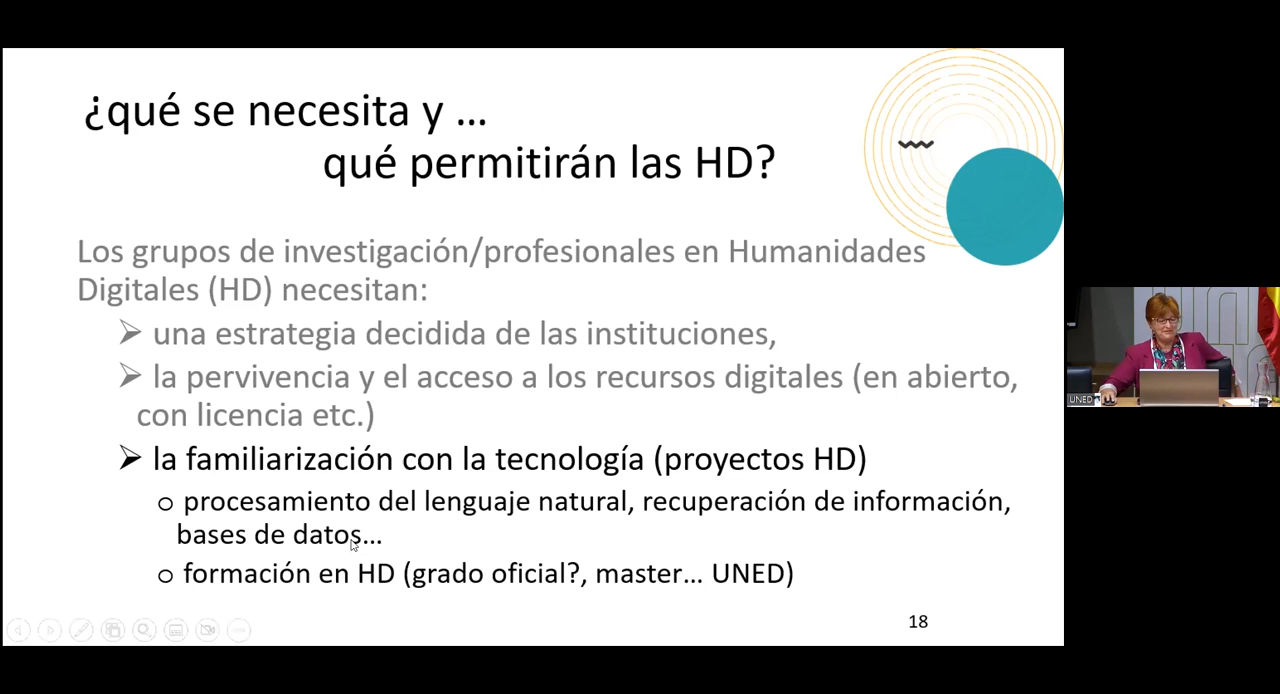 ¿qué se necesita y ...
qué permitirán las HD?
Los grupos de investigación/profesionales en Humanidades
Digitales (HD) necesitan:
➢ una estrategia decidida de las instituciones,
➢ la pervivencia y el acceso a los recursos digitales (en abierto,
con licencia etc.)
➢ la familiarización con la tecnología (proyectos HD)
o procesamiento del lenguaje natural, recuperación de información,
bases de datos...
o formación en HD (grado oficial?, master... UNED)
18
UNED